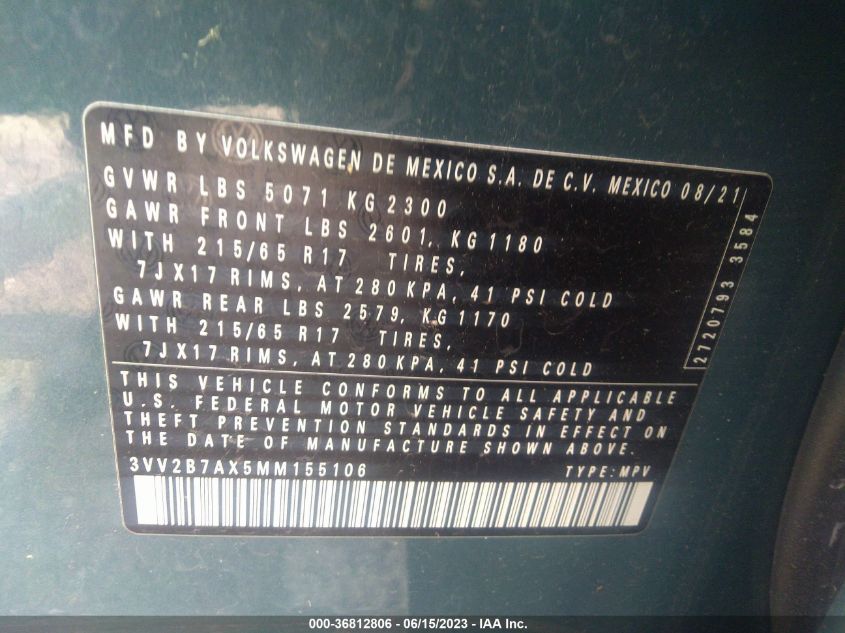 MFD BY VOLKSWAGEN DE MEXICO S.A. DE C.V. MEXICO 08/21
GVWR LBS 5071 KG 2300
GAWR FRONT LBS 2601, KG 1180
WITH 215/65 R17 TIRES,
7JX17 RIMS, AT 280 KPA, 41 PSI COLD
GAWR REAR LBS 2579, KG 1170
WITH 215/65 R17 TIRES,
7JX17 RIMS, AT 280 KPA, 41 PSI COLD
2720793 3584
THIS VEHICLE CONFORMS TO ALL APPLICABLE
U.S. FEDERAL MOTOR VEHICLE SAFETY AND
THEFT PREVENTION STANDARDS IN EFFECT ON
THE DATE OF MANUFACTURE SHOWN ABOVE.
3VV2B7AX5MM155106 TYPE: MPV
000-36812806 - 06/15/2023 - IAA Inc.